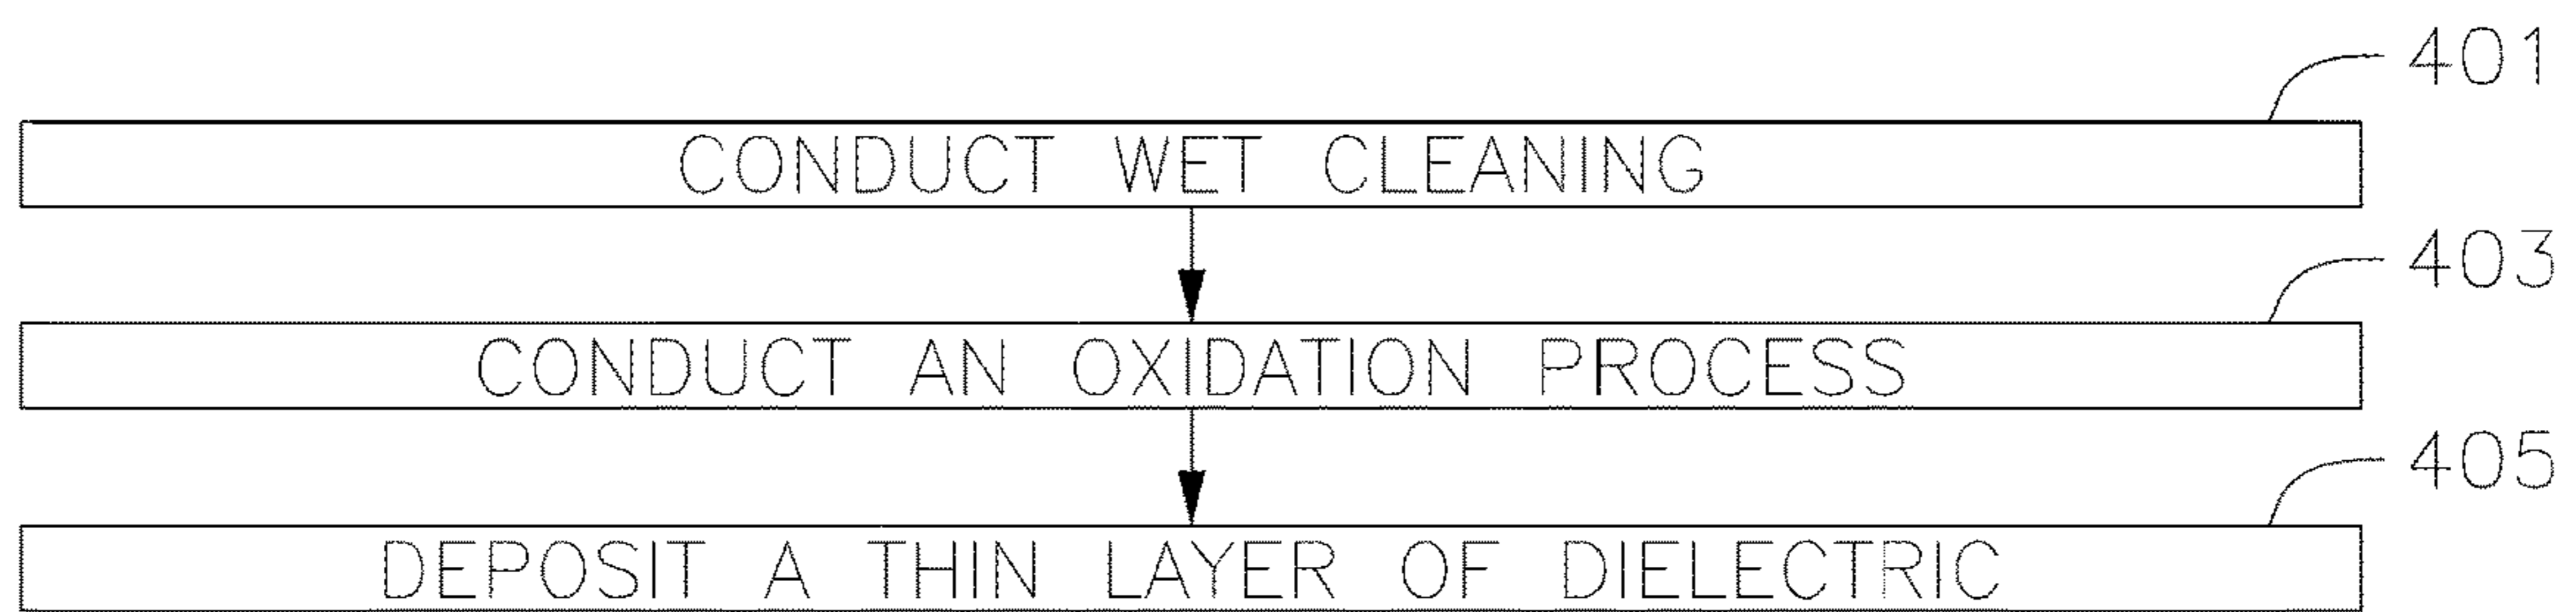 401
CONDUCT WET CLEANING
403
CONDUCT AN OXIDATION PROCESS
405
DEPOSIT A THIN LAYER OF DIELECTRIC